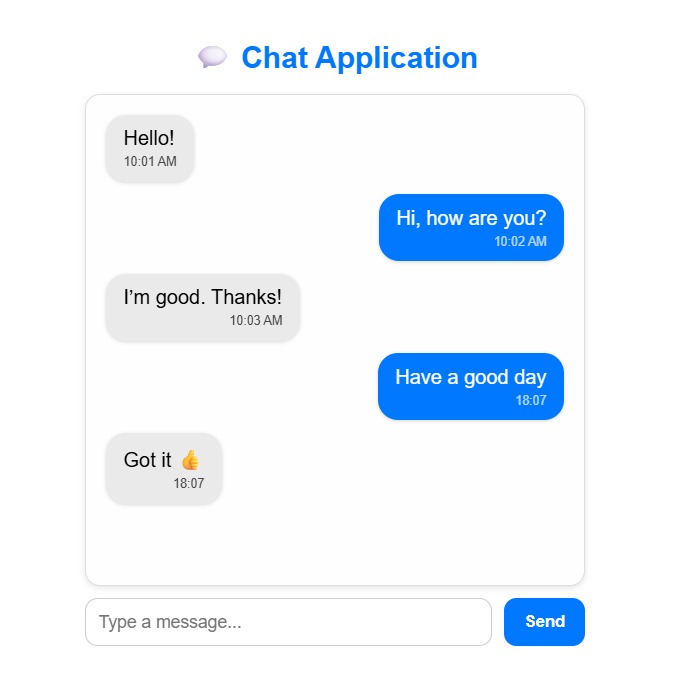 💬 Chat Application
Hello!
10:01 AM
Hi, how are you?
10:02 AM
I’m good. Thanks!
10:03 AM
Have a good day
18:07
Got it 👍
18:07
Type a message...
Send